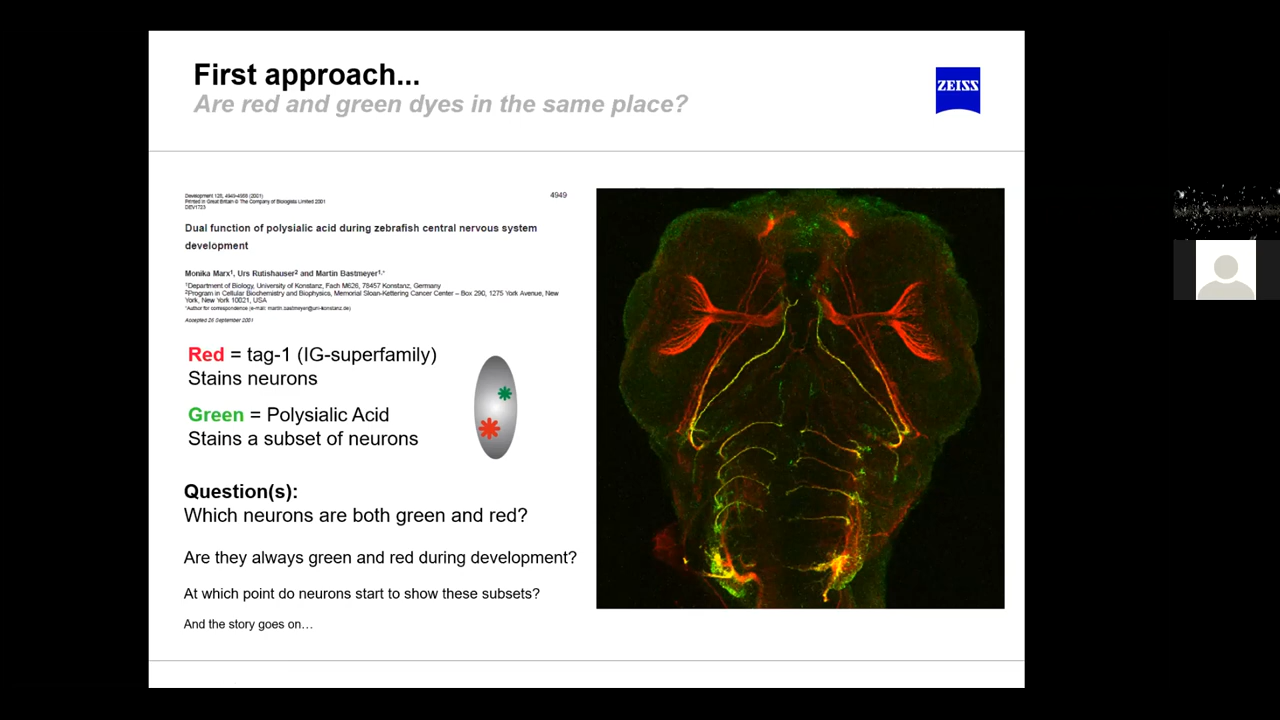 First approach...
Are red and green dyes in the same place?
ZEISS
Development 128, 4949-4958 (2001)
Printed in Great Britain © The Company of Biologists Limited 2001
DEV1723
4949
Dual function of polysialic acid during zebrafish central nervous system
development
Monika Marx1, Urs Rutishauser2 and Martin Bastmeyer1,*
1Department of Biology, University of Konstanz, Fach M626, 78457 Konstanz, Germany
2Program in Cellular Biochemistry and Biophysics, Memorial Sloan-Kettering Cancer Center – Box 290, 1275 York Avenue, New
York, New York 10021, USA
*Author for correspondence (e-mail: martin.bastmeyer@uni-konstanz.de)
Accepted 26 September 2001
Red = tag-1 (IG-superfamily)
Stains neurons
Green = Polysialic Acid
Stains a subset of neurons
Question(s):
Which neurons are both green and red?
Are they always green and red during development?
At which point do neurons start to show these subsets?
And the story goes on…